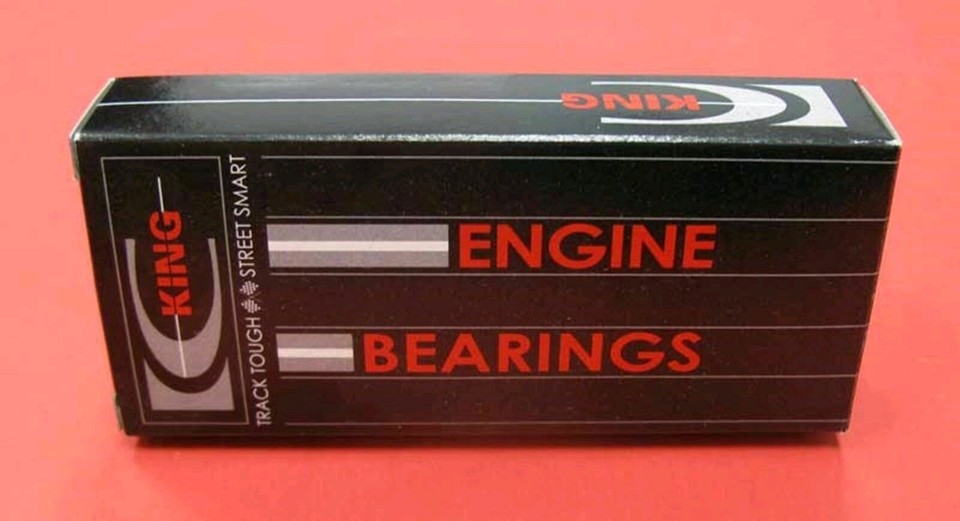 KING
KING
TRACK TOUGH STREET SMART
ENGINE
BEARINGS